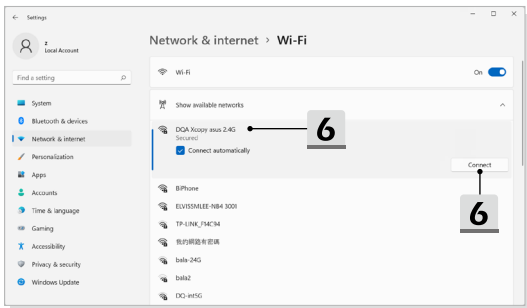 ← Settings
z
Local Account
Find a setting
System
Bluetooth & devices
Network & internet
Personalization
Apps
Accounts
Time & language
Gaming
Accessibility
Privacy & security
Windows Update
Network & internet > Wi-Fi
Wi-Fi
On
Show available networks
DQA Xcopy asus 2.4G
Secured
Connect automatically
6
Connect
6
BiPhone
ELVISSMLEE-NB4 3001
TP-LINK_F14C94
我的網路有密碼
bala-24G
bala2
DQ-int5G